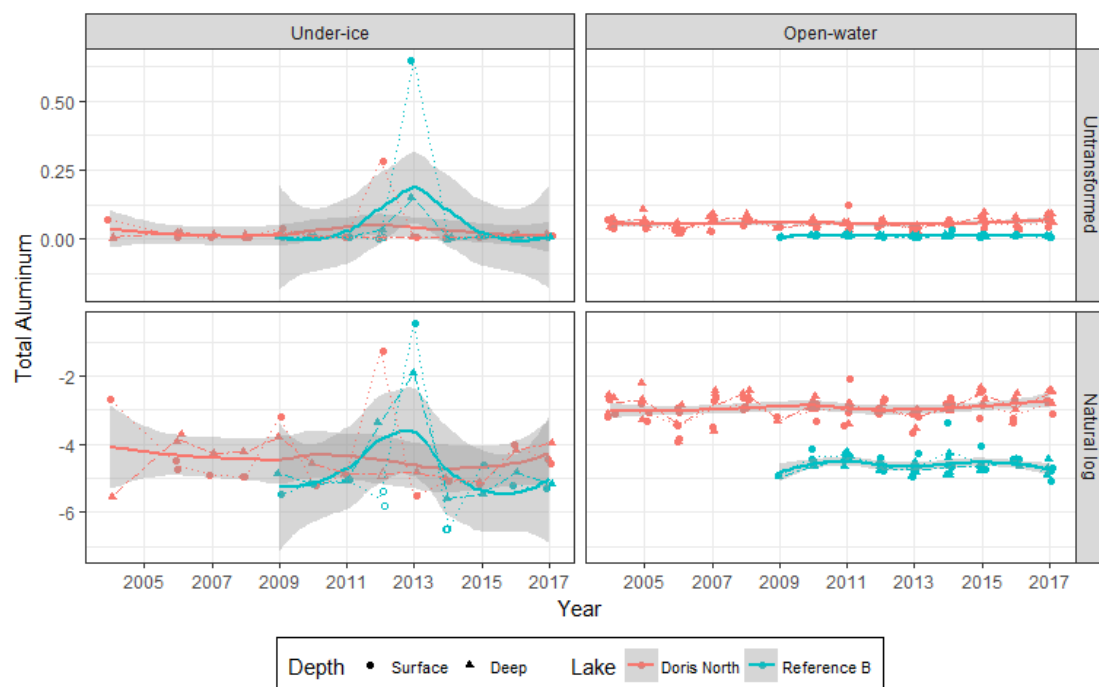 Under-ice
Open-water
Total Aluminum
0.50
0.25
0.00
Untransformed
-2
-4
-6
Natural log
2005 2007 2009 2011 2013 2015 2017
2005 2007 2009 2011 2013 2015 2017
Year
Depth Surface Deep Lake Doris North Reference B